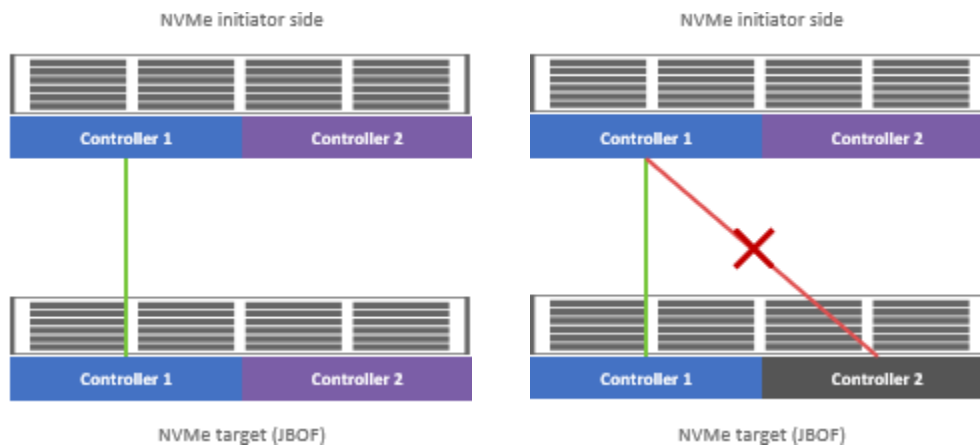 NVMe initiator side
Controller 1
Controller 2
NVMe initiator side
Controller 1
Controller 2
Controller 1
Controller 2
NVMe target (JBOF)
Controller 1
Controller 2
NVMe target (JBOF)